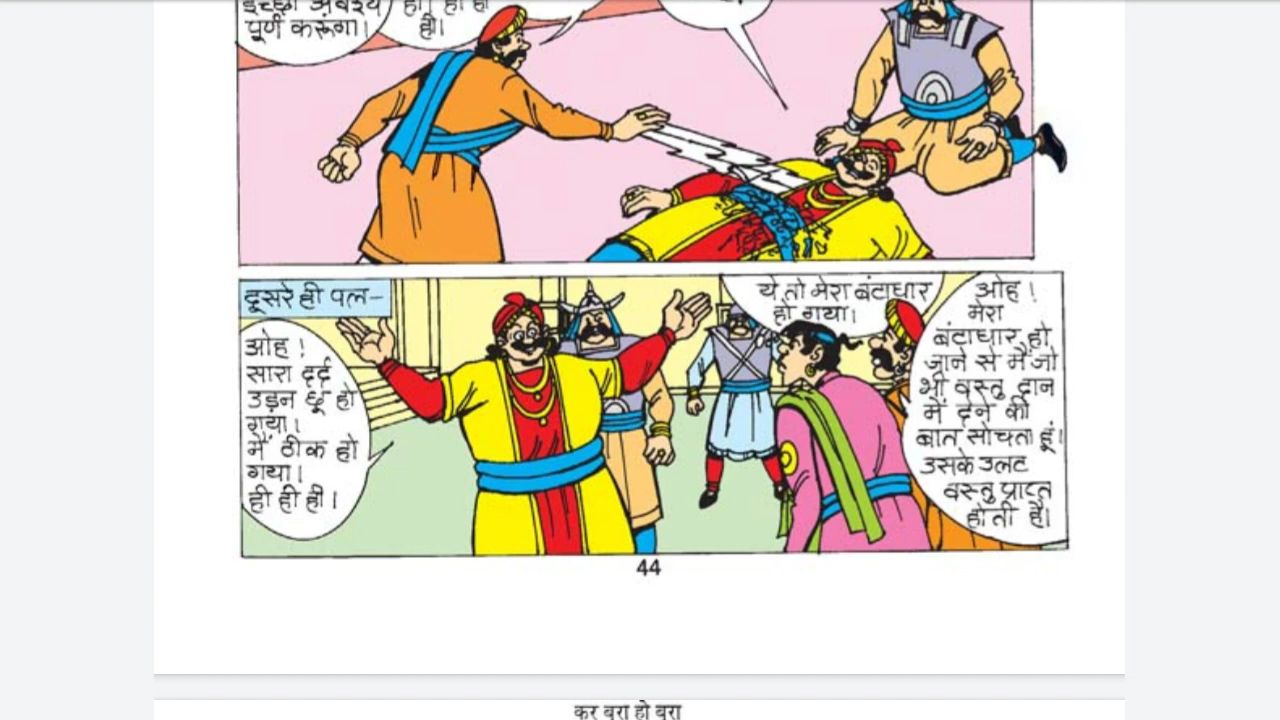 इच्छा अवश्य
पूर्ण करूंगा।
ही! ही ही
ही।
दूसरे ही पल-
ओह!
सारा दर्द
उड़न छू हो
गया।
मैं ठीक हो
गया।
ही ही ही।
ये तो मेरा बंटाधार
हो गया।
ओह!
मेरा
बंटाधार हो
जाने से मैं जो
भी वस्तु दान
में देने की
बात सोचता हूं।
उसके उलट
वस्तु प्राप्त
होती है।
44
कर बुरा हो बुरा